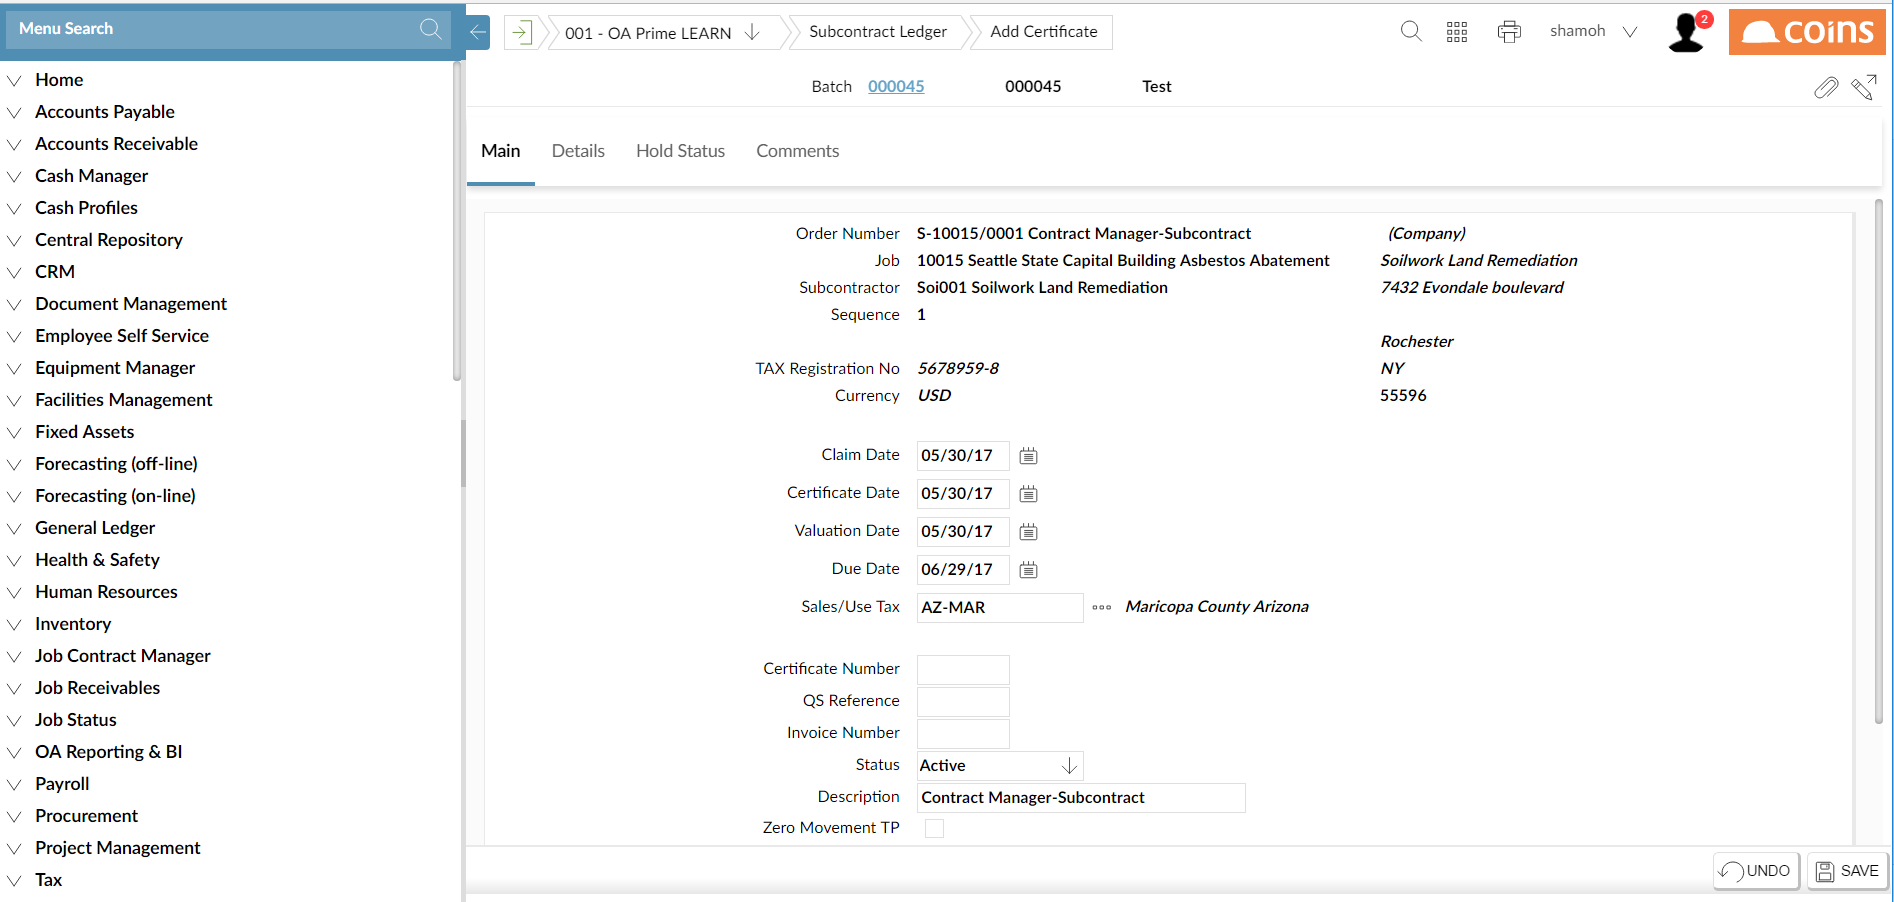 Menu Search
Home
Accounts Payable
Accounts Receivable
Cash Manager
Cash Profiles
Central Repository
CRM
Document Management
Employee Self Service
Equipment Manager
Facilities Management
Fixed Assets
Forecasting (off-line)
Forecasting (on-line)
General Ledger
Health & Safety
Human Resources
Inventory
Job Contract Manager
Job Receivables
Job Status
OA Reporting & BI
Payroll
Procurement
Project Management
Tax
001 - OA Prime LEARN Subcontract Ledger Add Certificate shamoh 2 coins
Batch 000045 000045 Test
Main Details Hold Status Comments
Order Number S-10015/0001 Contract Manager-Subcontract (Company)
Job 10015 Seattle State Capital Building Asbestos Abatement Soilwork Land Remediation
Subcontractor Soi001 Soilwork Land Remediation 7432 Evondale boulevard
Sequence 1
Rochester
TAX Registration No 5678959-8 NY
Currency USD 55596
Claim Date 05/30/17
Certificate Date 05/30/17
Valuation Date 05/30/17
Due Date 06/29/17
Sales/Use Tax AZ-MAR Maricopa County Arizona
Certificate Number
QS Reference
Invoice Number
Status Active
Description Contract Manager-Subcontract
Zero Movement TP
UNDO SAVE